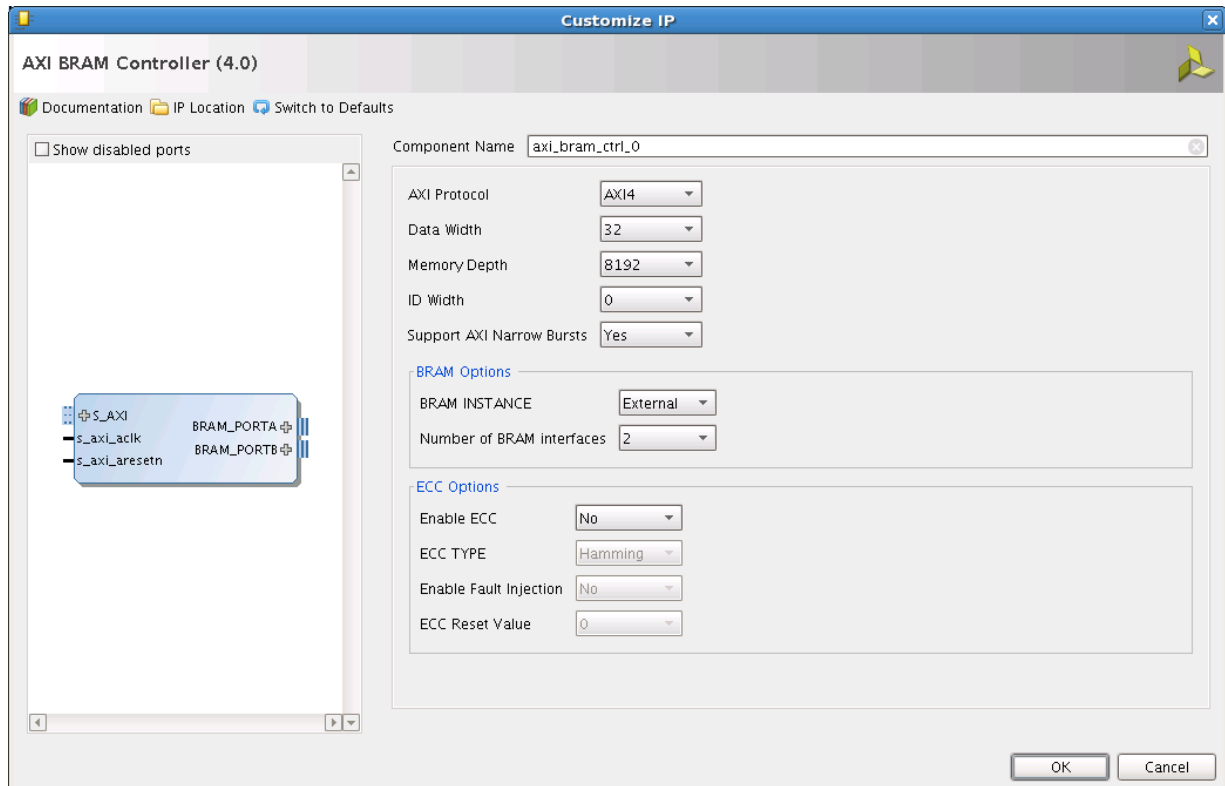 Customize IP
AXI BRAM Controller (4.0)
Documentation IP Location Switch to Defaults
Show disabled ports
S_AXI
s_axi_aclk
s_axi_aresetn
BRAM_PORTA
BRAM_PORTB
Component Name axi_bram_ctrl_0
AXI Protocol AXI4
Data Width 32
Memory Depth 8192
ID Width 0
Support AXI Narrow Bursts Yes
BRAM Options
BRAM INSTANCE External
Number of BRAM interfaces 2
ECC Options
Enable ECC No
ECC TYPE Hamming
Enable Fault Injection No
ECC Reset Value 0
OK Cancel